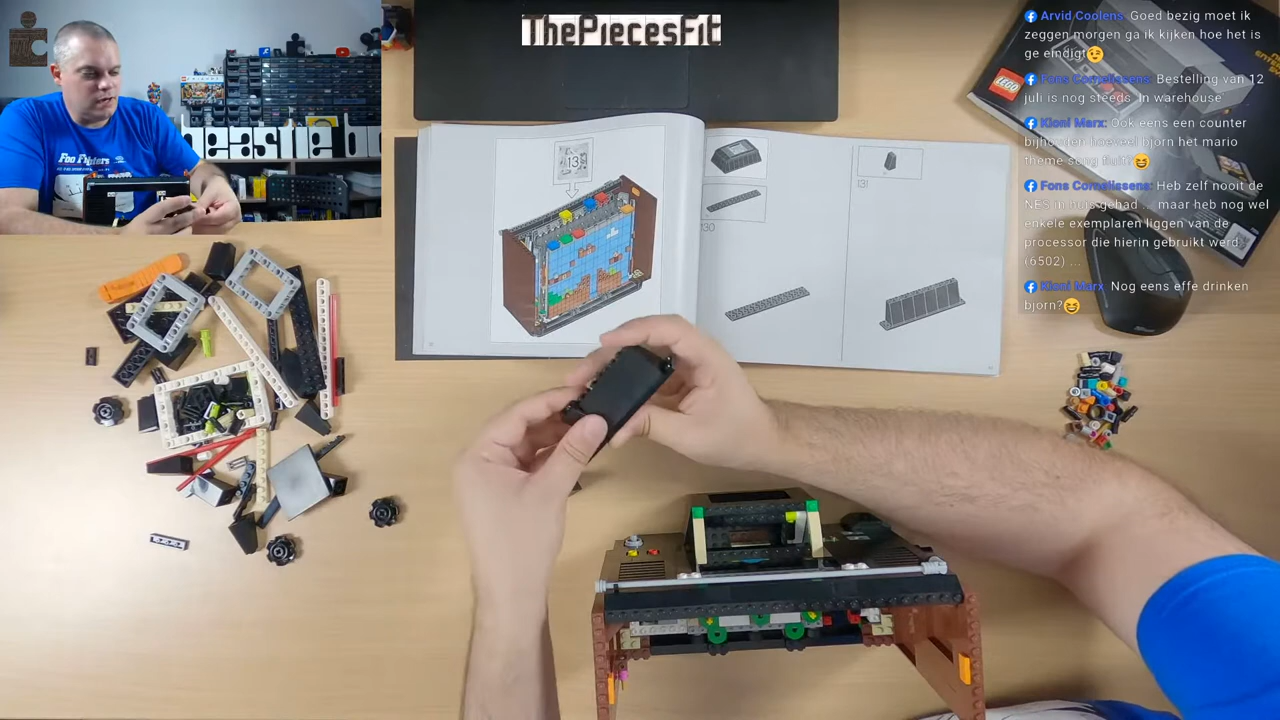 ThePiecesFit
Foo Fighters
13
130
131
LEGO
Arvid Coolens: Goed bezig moet ik
zeggen morgen ga ik kijken hoe het is
ge eindigt
Fons Cornelissens: Bestelling van 12
juli is nog steeds 'in warehouse'
Kloni Marx: Ook eens een counter
bijhouden hoeveel bjorn het mario
theme song fluit?
Fons Cornelissens: Heb zelf nooit de
NES in huis gehad ... maar heb nog wel
enkele exemplaren liggen van de
processor die hierin gebruikt werd.
(6502) ...
Kloni Marx: Nog eens effe drinken
bjorn?